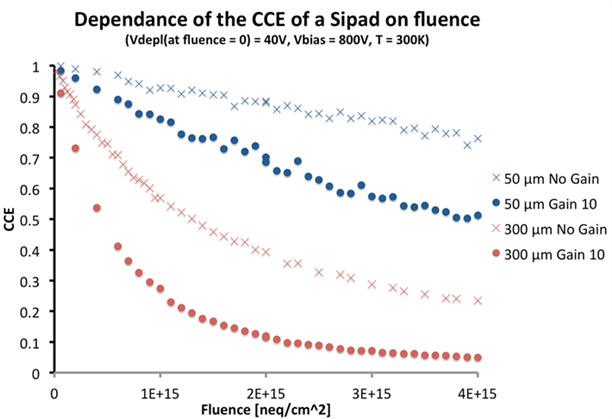 Dependance of the CCE of a Sipad on fluence
(Vdepl(at fluence = 0) = 40V, Vbias = 800V, T = 300K)
1
0.9
0.8
0.7
0.6
0.5
0.4
0.3
0.2
0.1
0
CCE
50 μm No Gain
50 μm Gain 10
300 μm No Gain
300 μm Gain 10
0
1E+15
2E+15
3E+15
4E+15
Fluence [neq/cm^2]